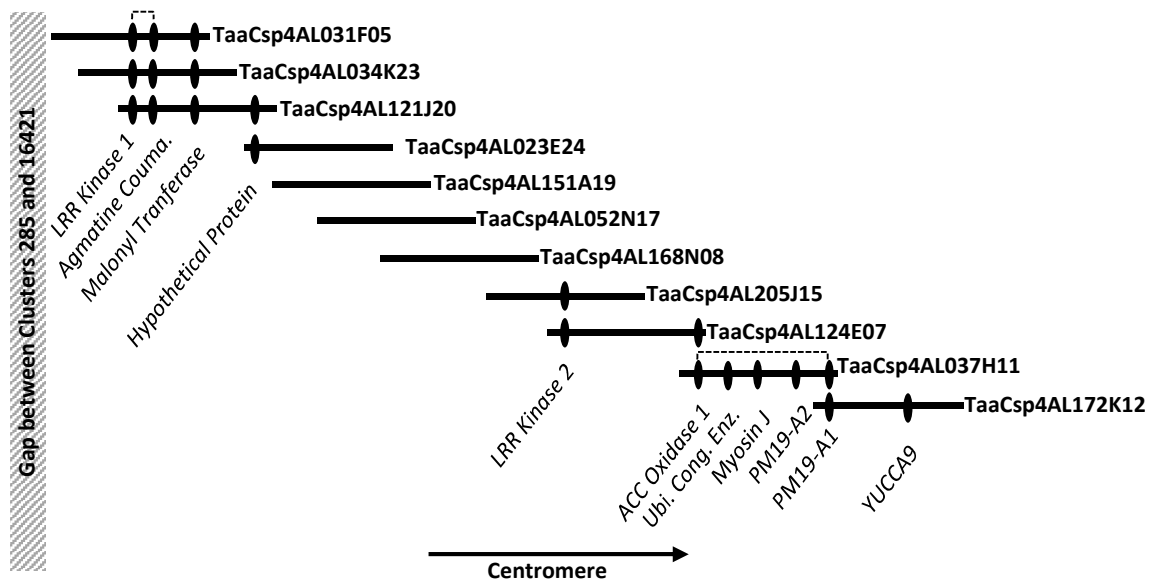 Gap between Clusters 285 and 16421
TaaCsp4AL031F05
TaaCsp4AL034K23
TaaCsp4AL121J20
TaaCsp4AL023E24
TaaCsp4AL151A19
TaaCsp4AL052N17
TaaCsp4AL168N08
TaaCsp4AL205J15
TaaCsp4AL124E07
TaaCsp4AL037H11
TaaCsp4AL172K12
LRR Kinase 1
Agmatine Couma.
Malonyl Tranferase
Hypothetical Protein
LRR Kinase 2
ACC Oxidase 1
Ubi. Cong. Enz.
Myosin J
PM19-A2
PM19-A1
YUCCA9
Centromere